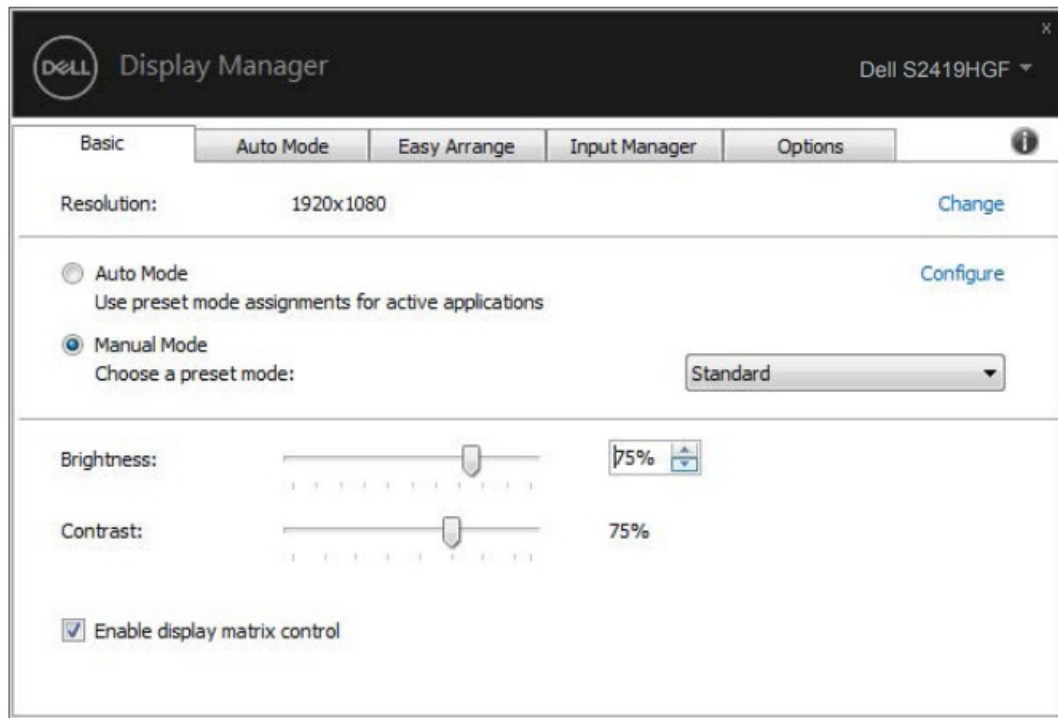 x
DELL Display Manager Dell S2419HGF
Basic Auto Mode Easy Arrange Input Manager Options i
Resolution: 1920x1080 Change
Auto Mode Configure
Use preset mode assignments for active applications
Manual Mode
Choose a preset mode: Standard
Brightness: 75%
Contrast: 75%
Enable display matrix control